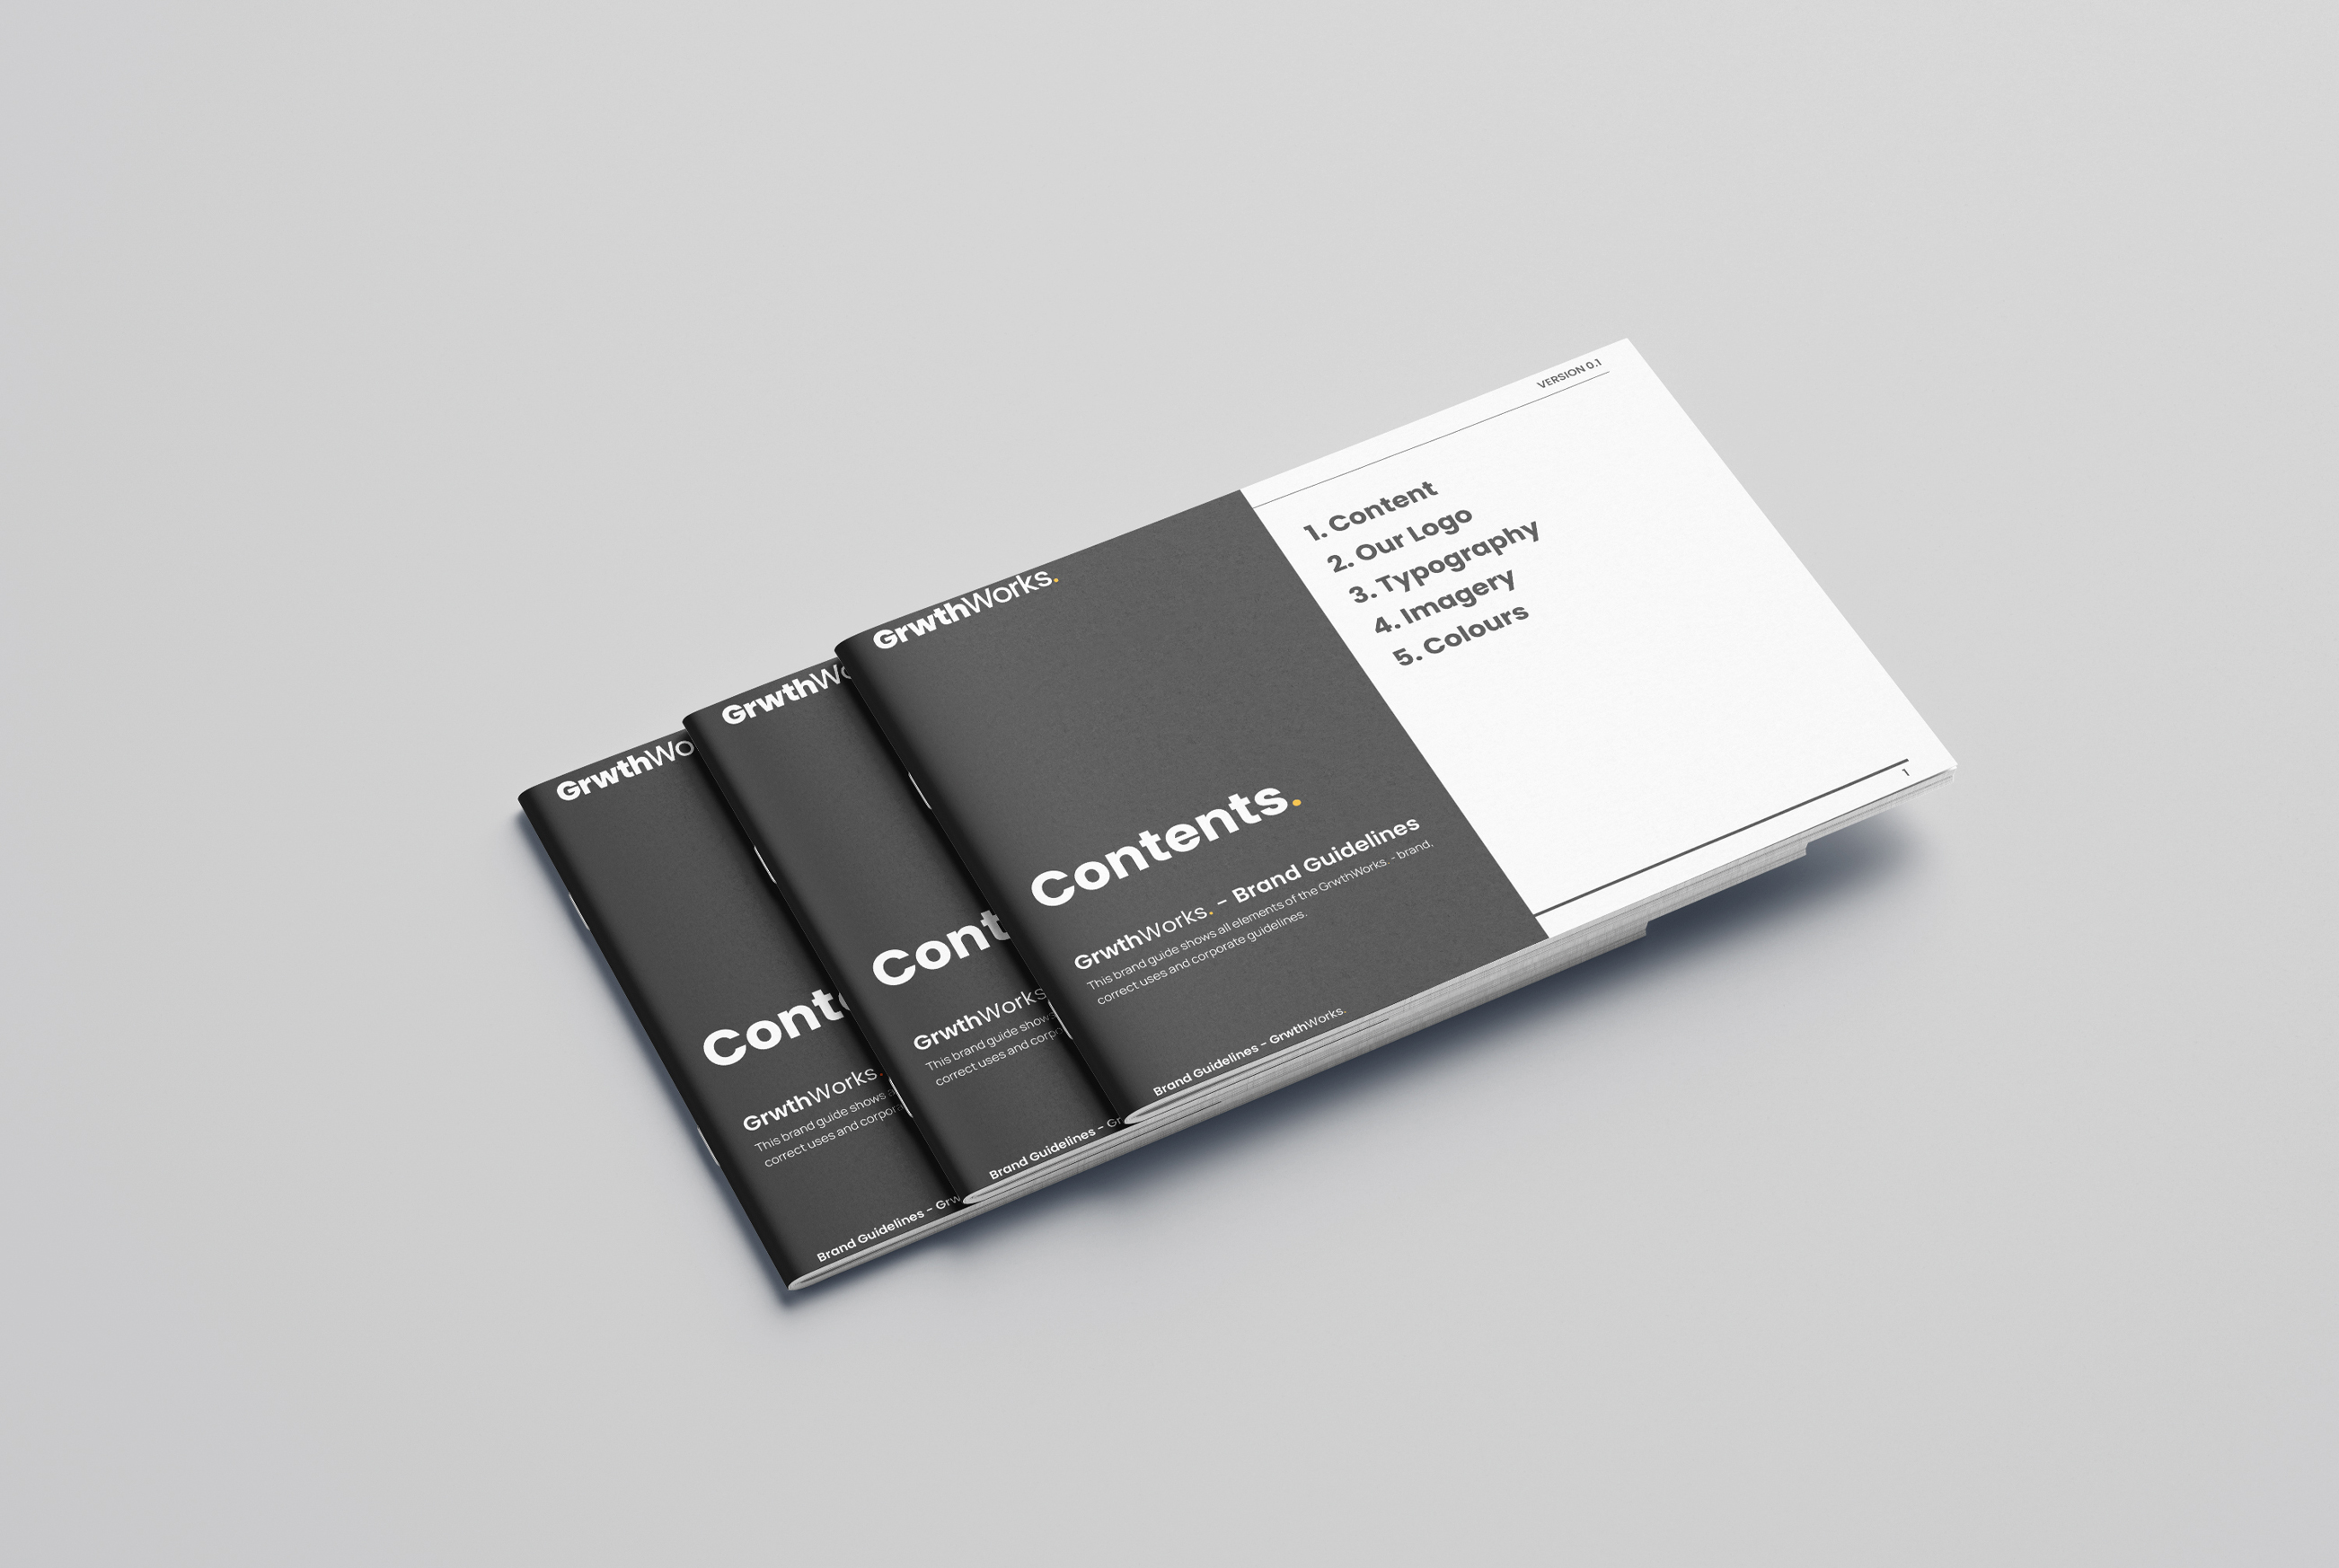 GrwthWorks.
Contents.
GrwthWorks. - Brand Guidelines
This brand guide shows all elements of the GrwthWorks. - brand,
correct uses and corporate guidelines.
Brand Guidelines - GrwthWorks.
VERSION 0.1
1. Content
2. Our Logo
3. Typography
4. Imagery
5. Colours
1
GrwthWo
Cont
GrwthWorks
This brand guide shows
correct uses and corpo
Brand Guidelines - Gr
GrwthWo
Conte
GrwthWorks.
This brand guide shows
correct uses and corpora
Brand Guidelines - Grw